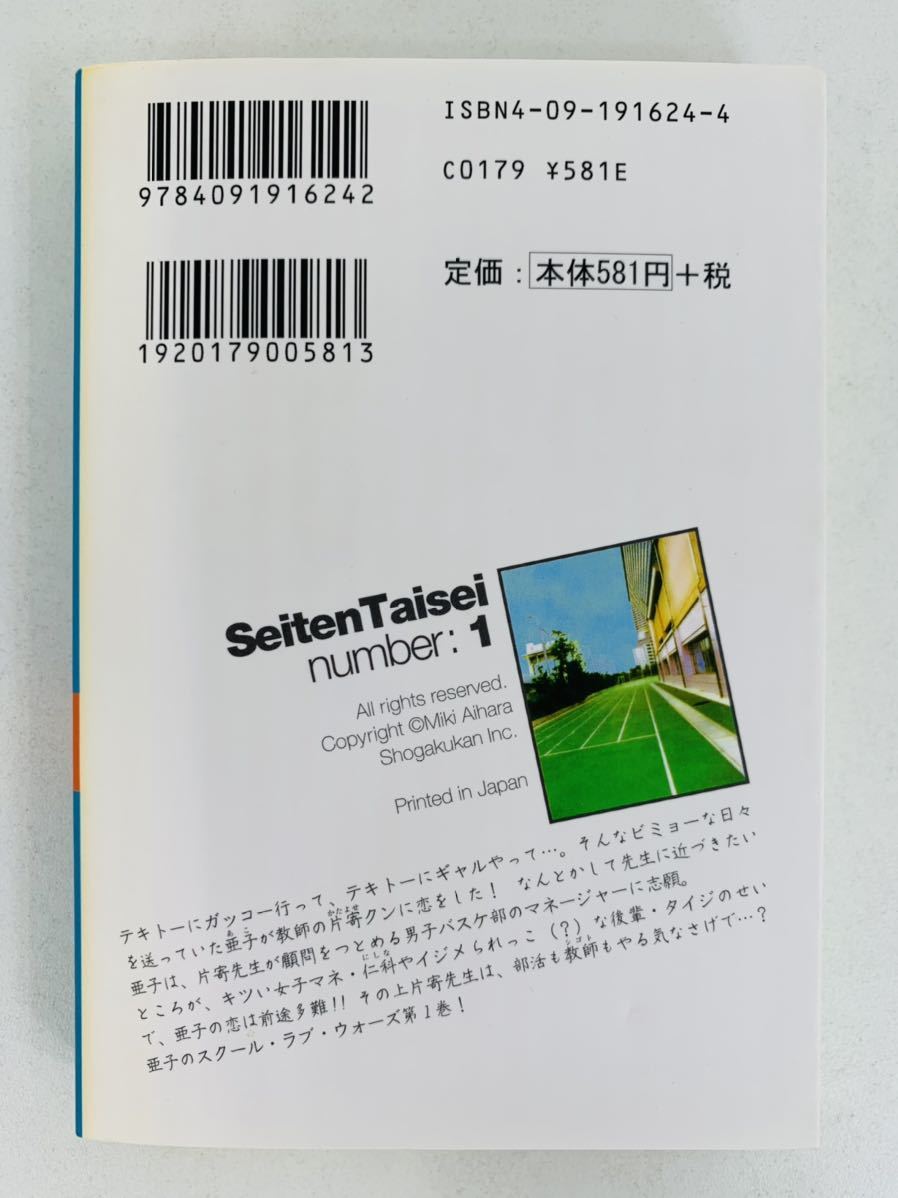 9784091916242
ISBN4-09-191624-4
C0179 ¥581E
1920179005813
定価：本体581円＋税
SeitenTaisei
number: 1
All rights reserved.
Copyright ©Miki Aihara
Shogakukan Inc.
Printed in Japan
テキトーにガッコー行って、テキトーにギャルやって…。そんなビミョーな日々
を送っていた亜子が教師の片寄クンに恋をした！ なんとかして先生に近づきたい
亜子は、片寄先生が顧問をつとめる男子バスケ部のマネージャーに志願。
ところが、キツい女子マネ・仁科やイジメられっこ（？）な後輩・タイジのせい
で、亜子の恋は前途多難!! その上片寄先生は、部活も教師もやる気なさげで…？
亜子のスクール・ラブ・ウォーズ第1巻！